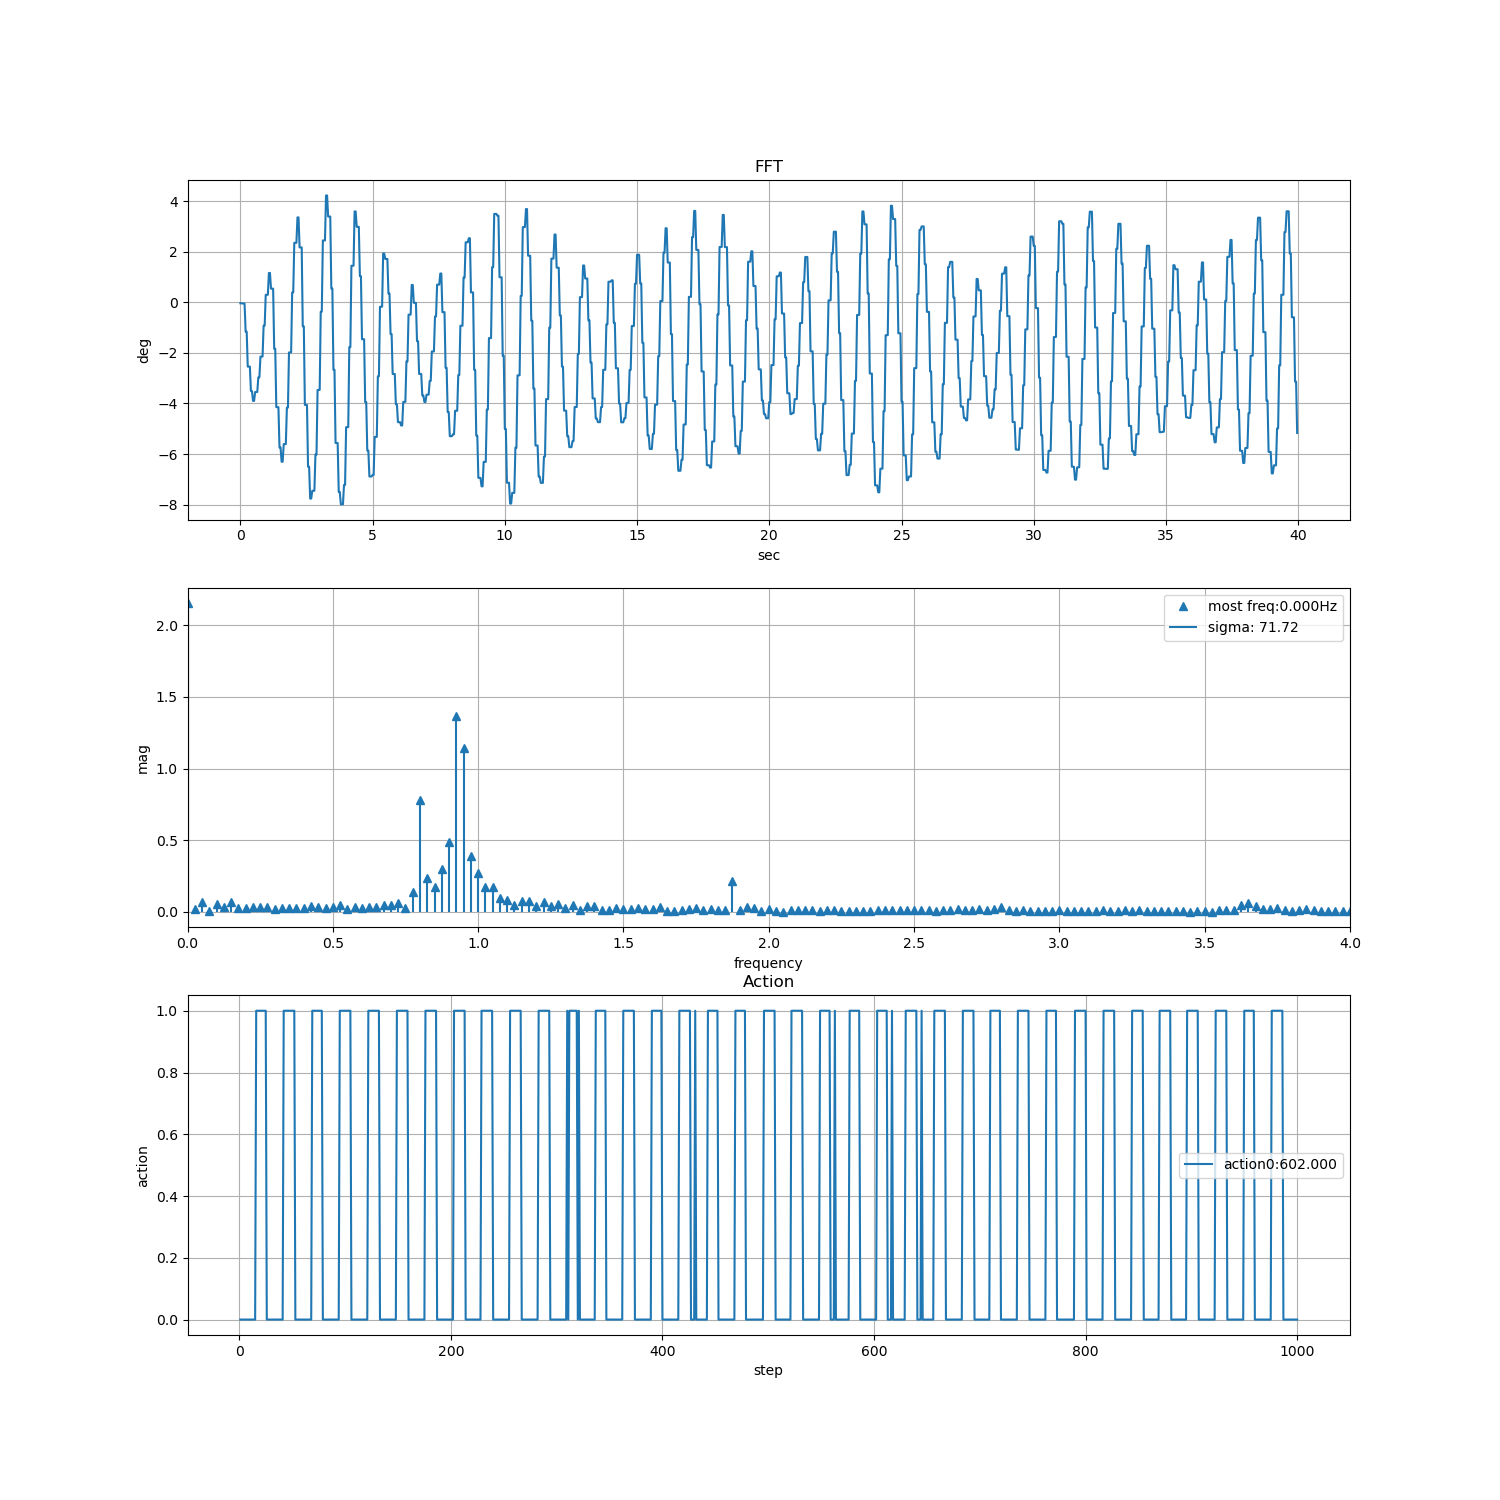 FFT
4
2
0
−2
−4
−6
−8
deg
0 5 10 15 20 25 30 35 40
sec
most freq:0.000Hz
sigma: 71.72
2.0
1.5
1.0
0.5
0.0
mag
0.0 0.5 1.0 1.5 2.0 2.5 3.0 3.5 4.0
frequency
Action
1.0
0.8
0.6
0.4
0.2
0.0
action
action0:602.000
0 200 400 600 800 1000
step